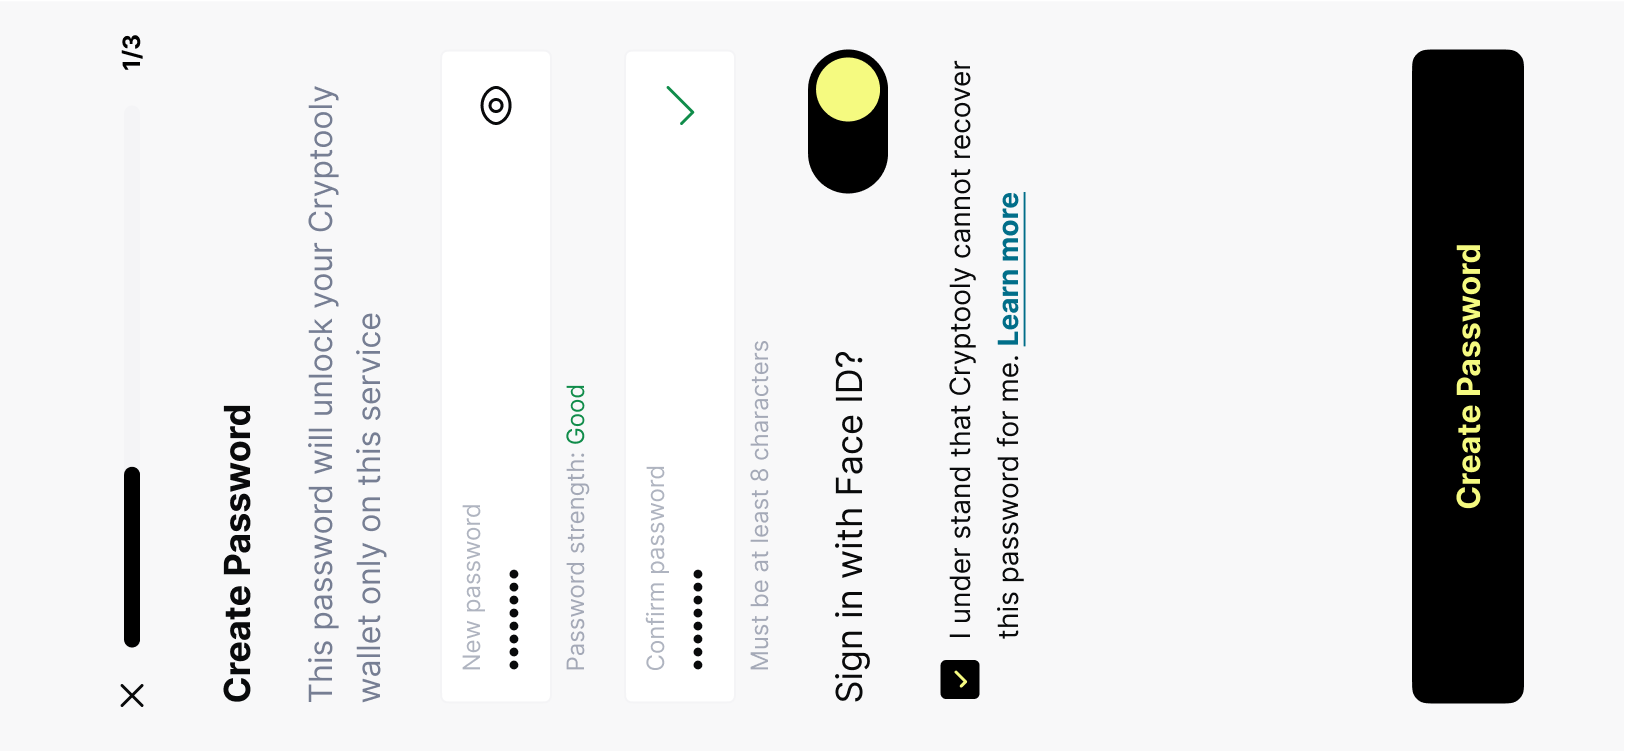 1/3
Create Password
This password will unlock your Cryptooly
wallet only on this service
New password
••••••••
Password strength: Good
Confirm password
••••••••
Must be at least 8 characters
Sign in with Face ID?
I under stand that Cryptooly cannot recover
this password for me. Learn more
Create Password